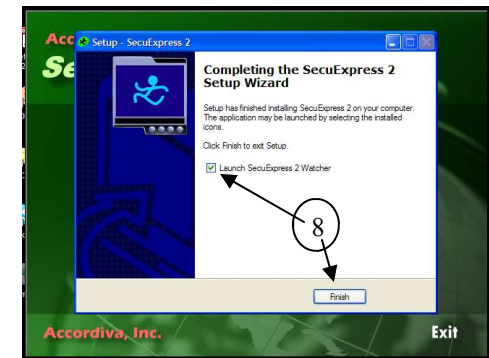 Acc
Se
Setup - SecuExpress 2
Completing the SecuExpress 2
Setup Wizard
Setup has finished installing SecuExpress 2 on your computer.
The application may be launched by selecting the installed
icons.
Click Finish to exit Setup.
Launch SecuExpress 2 Watcher
8
Finish
Accordiva, Inc.
Exit